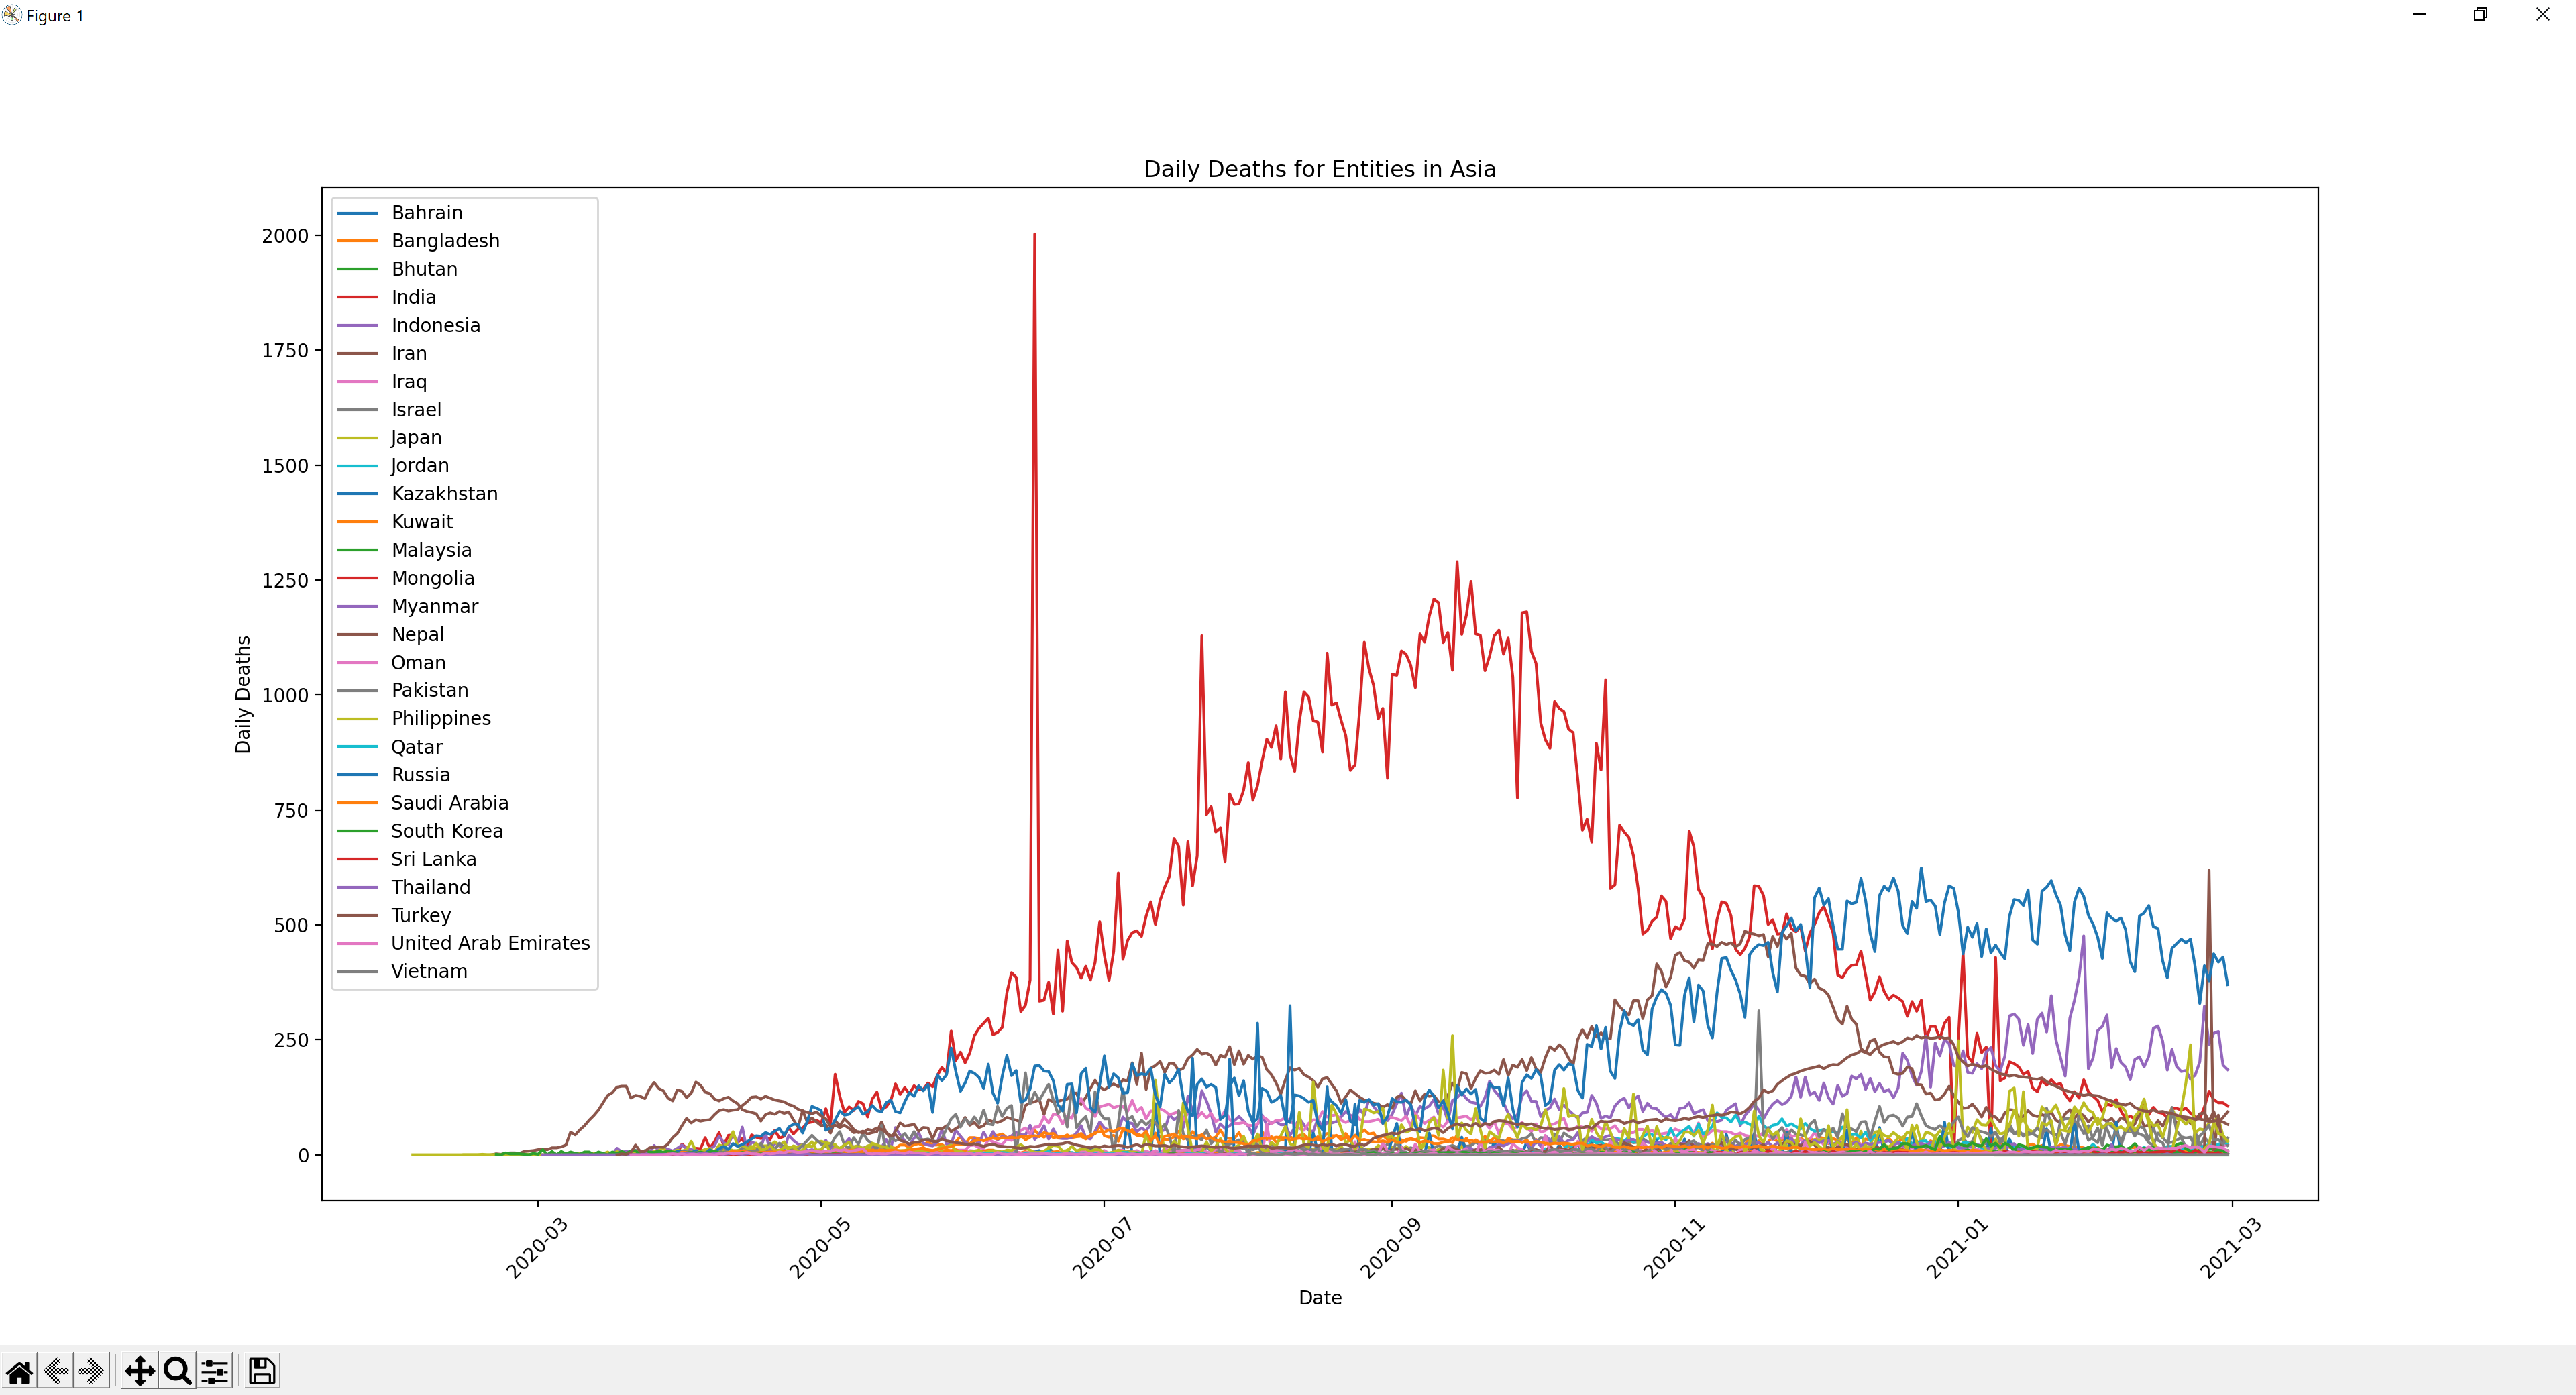 Figure 1
Daily Deaths for Entities in Asia
Bahrain
Bangladesh
Bhutan
India
Indonesia
Iran
Iraq
Israel
Japan
Jordan
Kazakhstan
Kuwait
Malaysia
Mongolia
Myanmar
Nepal
Oman
Pakistan
Philippines
Qatar
Russia
Saudi Arabia
South Korea
Sri Lanka
Thailand
Turkey
United Arab Emirates
Vietnam
Daily Deaths
2000
1750
1500
1250
1000
750
500
250
0
2020-03
2020-05
2020-07
2020-09
2020-11
2021-01
2021-03
Date